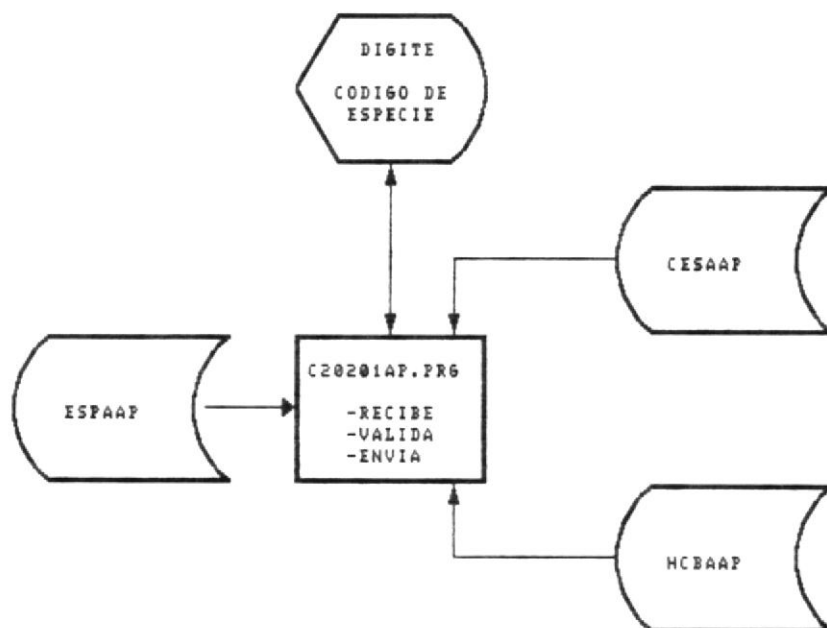 DIGITE
CODIGO DE
ESPECIE
CESAAP
C20201AP.PRG
ESPAAP
-RECIBE
-VALIDA
-ENVIA
HCBAAP